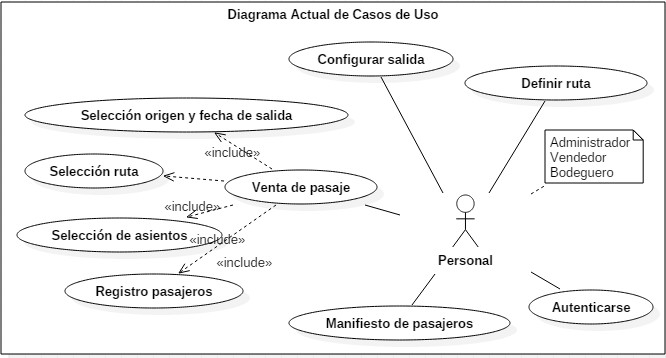 Diagrama Actual de Casos de Uso
Configurar salida
Definir ruta
Selección origen y fecha de salida
Administrador
Vendedor
Bodeguero
«include»
Selección ruta
Venta de pasaje
«include»
Selección de asientos
«include»
Personal
«include»
Registro pasajeros
Autenticarse
Manifiesto de pasajeros